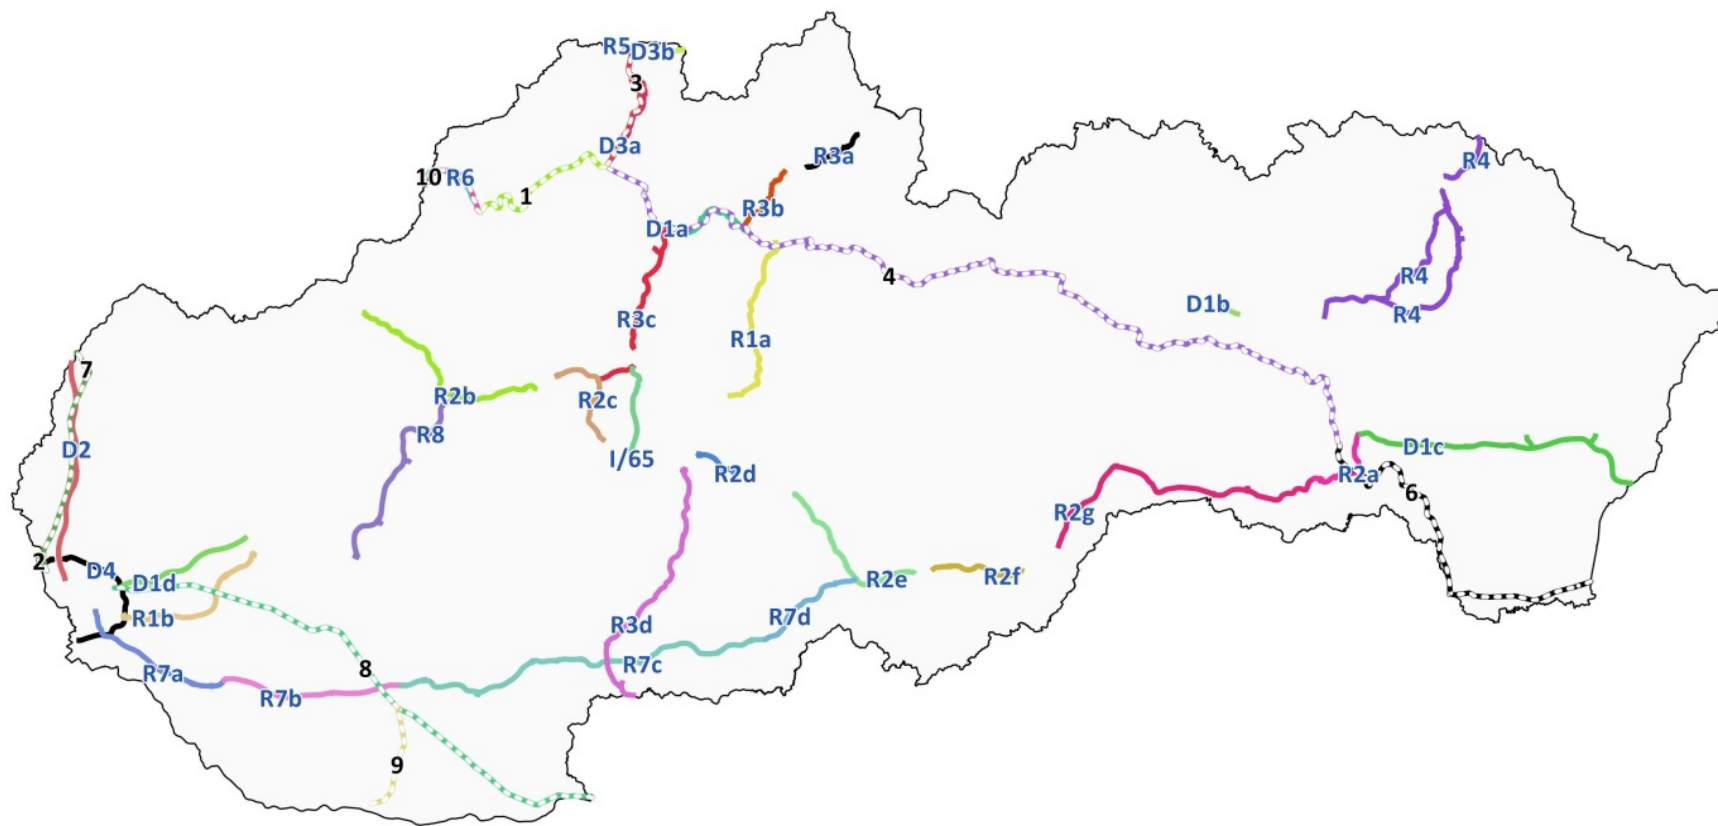 R5
D3b
3
D3a
R3a
R4
10
R6
1
R3b
D1a
4
R4
D1b
R4
R3c
R1a
7
R2b
R2c
R8
D2
I/65
R2d
D1c
R2a
6
R2g
2
D4
D1d
R2e
R2f
R1b
R7d
R3d
R7a
8
R7c
R7b
9